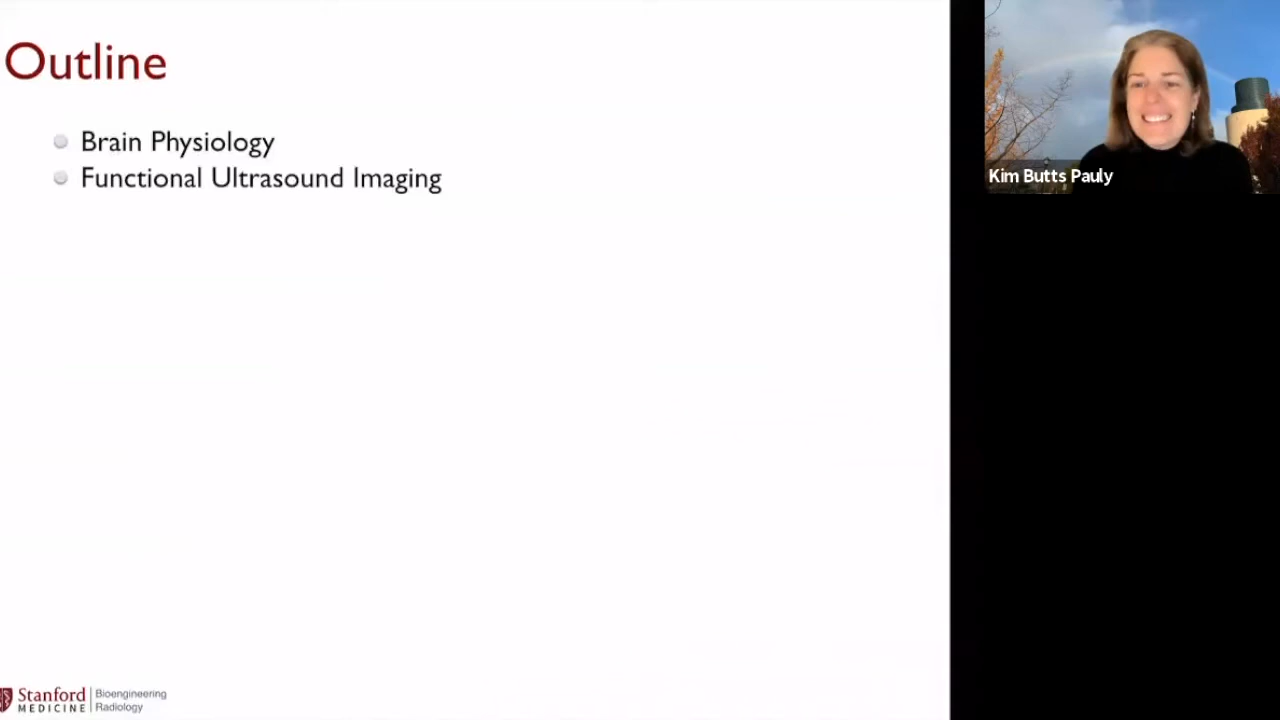 Outline
Brain Physiology
Functional Ultrasound Imaging
Kim Butts Pauly
Stanford
MEDICINE
Bioengineering
Radiology